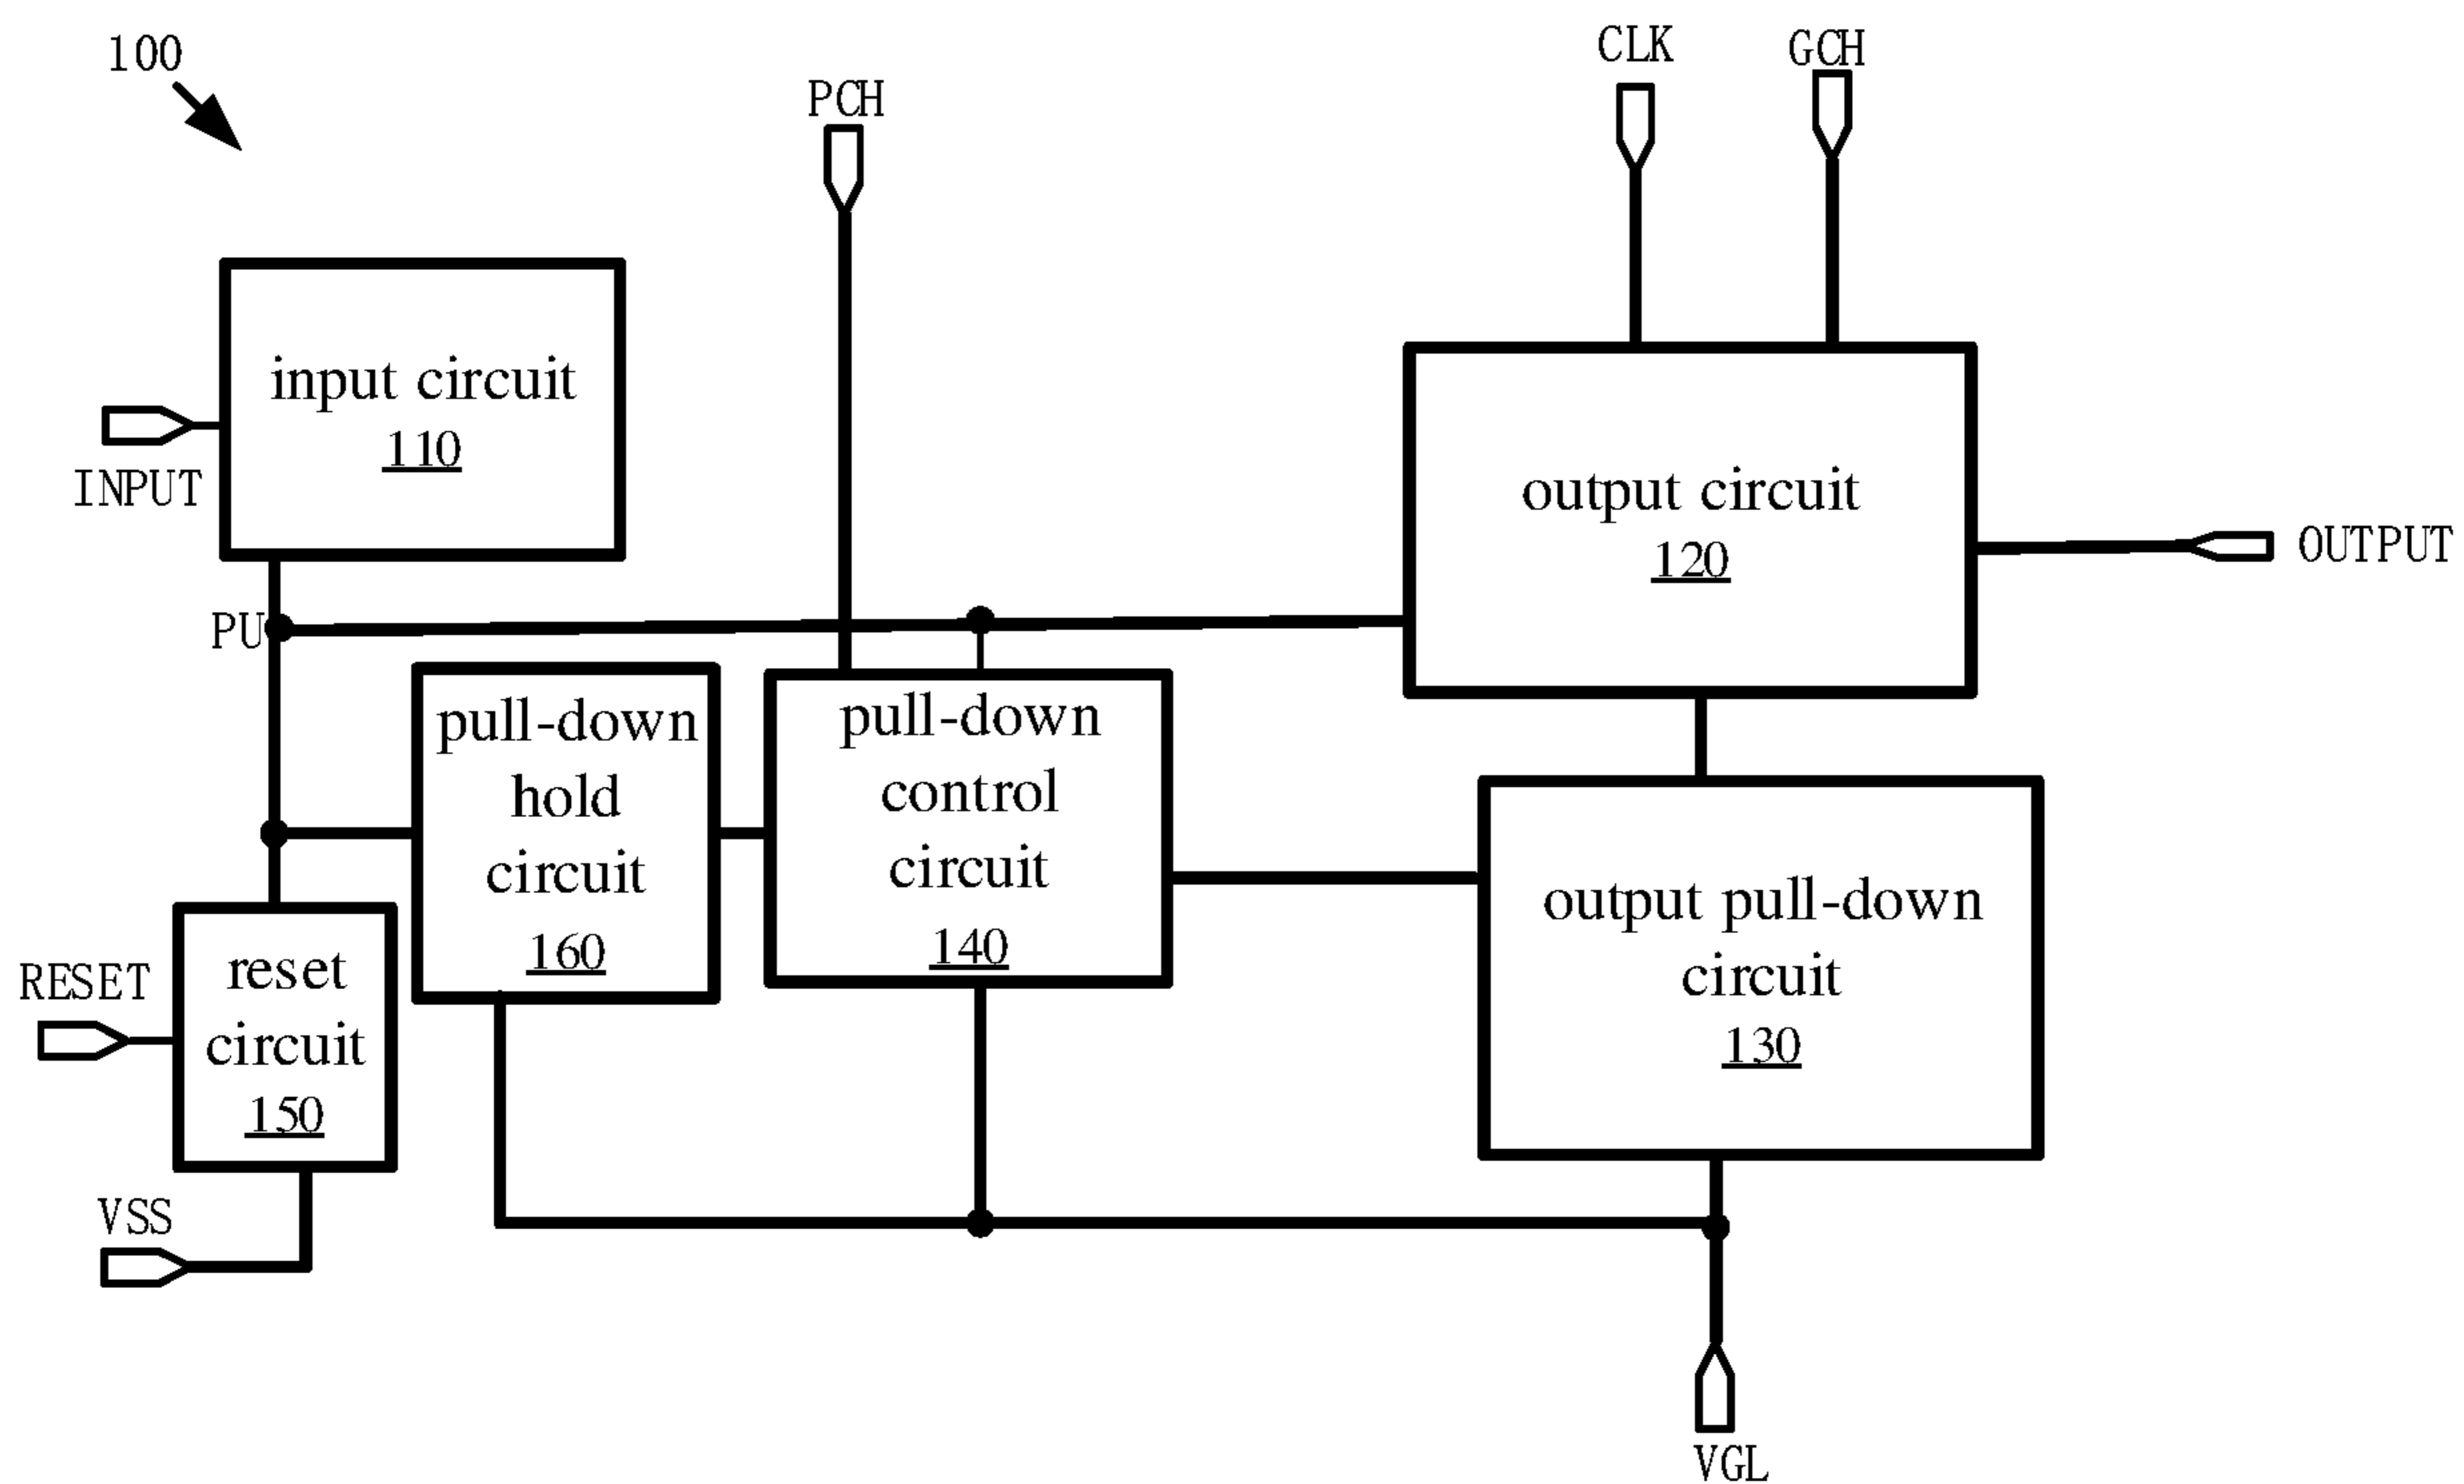 100
PCH
CLK
GCH
input circuit
110
INPUT
output circuit
120
OUTPUT
PU
pull-down
hold
circuit
160
pull-down
control
circuit
140
output pull-down
circuit
130
RESET
reset
circuit
150
VSS
VGL